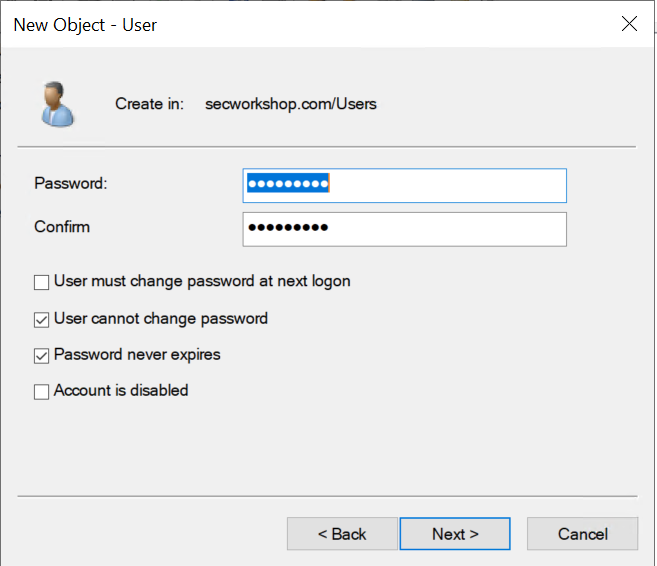 New Object - User
Create in: secworkshop.com/Users
Password: •••••••••
Confirm •••••••••
User must change password at next logon
User cannot change password
Password never expires
Account is disabled
< Back Next > Cancel